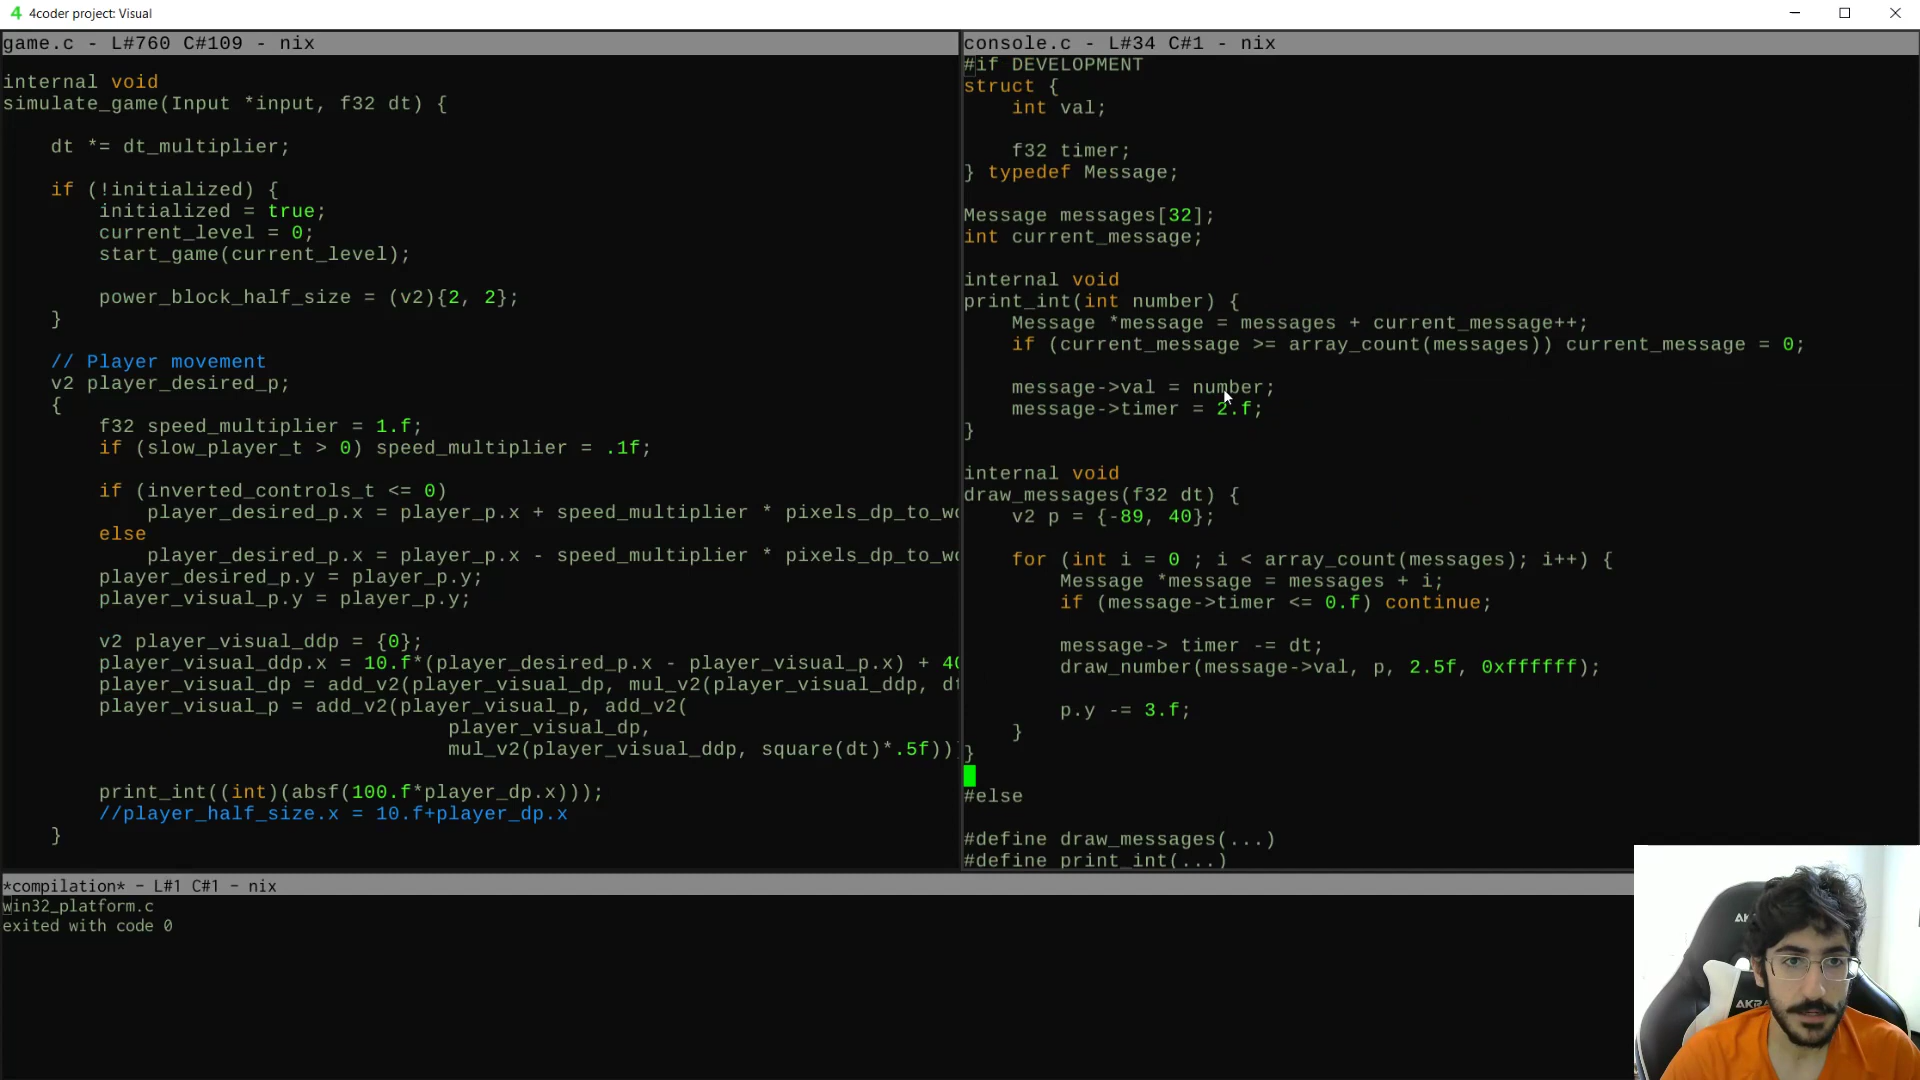 4coder project: Visual
game.c - L#760 C#109 - nix
internal void
simulate_game(Input *input, f32 dt) {
dt *= dt_multiplier;
if (!initialized) {
initialized = true;
current_level = 0;
start_game(current_level);
power_block_half_size = (v2){2, 2};
}
// Player movement
v2 player_desired_p;
{
f32 speed_multiplier = 1.f;
if (slow_player_t > 0) speed_multiplier = .1f;
if (inverted_controls_t <= 0)
player_desired_p.x = player_p.x + speed_multiplier * pixels_dp_to_wo
else
player_desired_p.x = player_p.x - speed_multiplier * pixels_dp_to_wo
player_desired_p.y = player_p.y;
player_visual_p.y = player_p.y;
v2 player_visual_ddp = {0};
player_visual_ddp.x = 10.f*(player_desired_p.x - player_visual_p.x) + 40
player_visual_dp = add_v2(player_visual_dp, mul_v2(player_visual_ddp, dt
player_visual_p = add_v2(player_visual_p, add_v2(
player_visual_dp,
mul_v2(player_visual_ddp, square(dt)*.5f))
print_int((int)(absf(100.f*player_dp.x)));
//player_half_size.x = 10.f+player_dp.x
}
console.c - L#34 C#1 - nix
#if DEVELOPMENT
struct {
int val;
f32 timer;
} typedef Message;
Message messages[32];
int current_message;
internal void
print_int(int number) {
Message *message = messages + current_message++;
if (current_message >= array_count(messages)) current_message = 0;
message->val = number;
message->timer = 2.f;
}
internal void
draw_messages(f32 dt) {
v2 p = {-89, 40};
for (int i = 0 ; i < array_count(messages); i++) {
Message *message = messages + i;
if (message->timer <= 0.f) continue;
message-> timer -= dt;
draw_number(message->val, p, 2.5f, 0xffffff);
p.y -= 3.f;
}
}
#else
#define draw_messages(...)
#define print_int(...)
*compilation* - L#1 C#1 - nix
win32_platform.c
exited with code 0